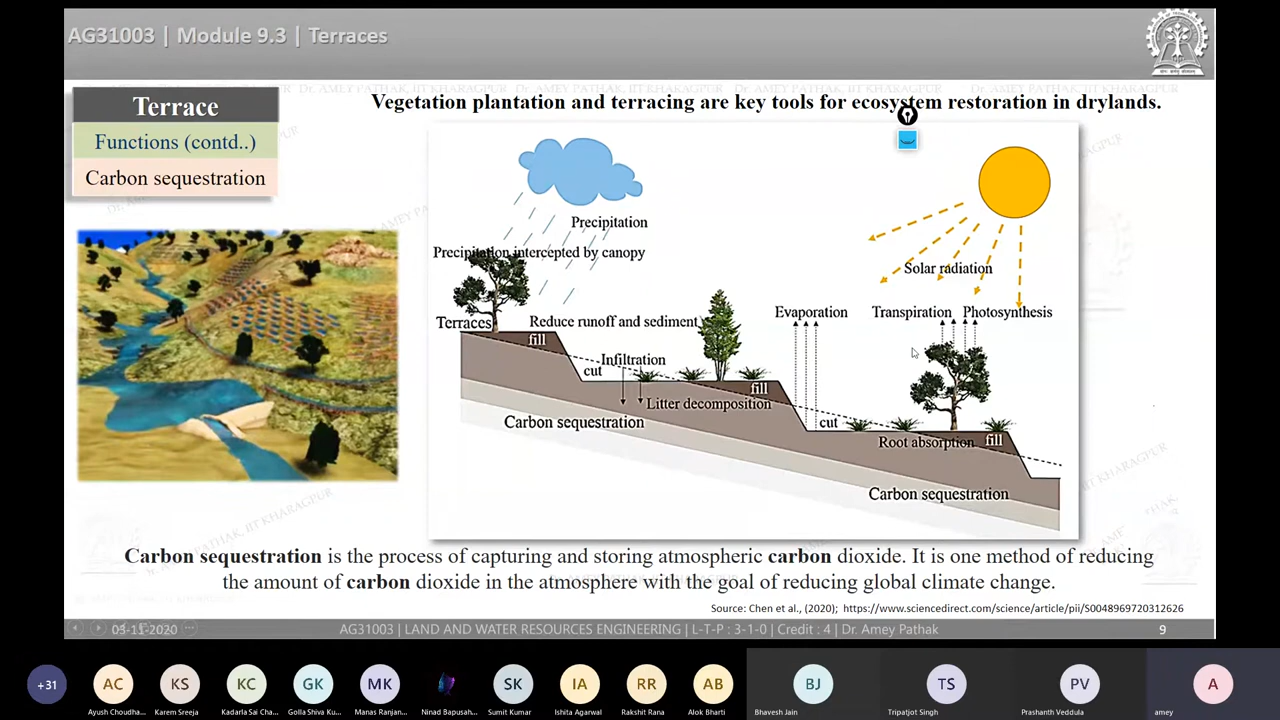 AG31003 | Module 9.3 | Terraces
Terrace
Functions (contd..)
Carbon sequestration
Vegetation plantation and terracing are key tools for ecosystem restoration in drylands.
Precipitation
Precipitation intercepted by canopy
Solar radiation
Terraces
Reduce runoff and sediment
Evaporation
Transpiration
Photosynthesis
fill
Infiltration
cut
fill
Litter decomposition
Carbon sequestration
cut
Root absorption
fill
Carbon sequestration
Carbon sequestration is the process of capturing and storing atmospheric carbon dioxide. It is one method of reducing
the amount of carbon dioxide in the atmosphere with the goal of reducing global climate change.
Source: Chen et al., (2020); https://www.sciencedirect.com/science/article/pii/S0048969720312626
03-11-2020
AG31003 | LAND AND WATER RESOURCES ENGINEERING | L-T-P : 3-1-0 | Credit : 4 | Dr. Amey Pathak
9
+31
AC
KS
KC
GK
MK
SK
IA
RR
AB
BJ
TS
PV
A
Ayush Choudha...
Karem Sreeja
Kadarla Sai Cha...
Golla Shiva Ku...
Manas Ranjan...
Ninad Bapusah...
Sumit Kumar
Ishita Agarwal
Rakshit Rana
Alok Bharti
Bhavesh Jain
Tripatjot Singh
Prashanth Veddula
amey